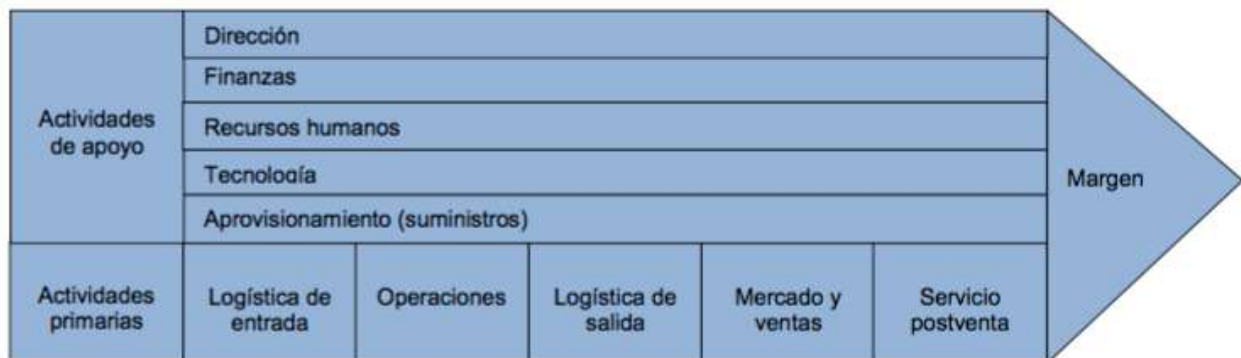 Dirección
Finanzas
Actividades
de apoyo
Recursos humanos
Tecnología
Aprovisionamiento (suministros)
Margen
Actividades
primarias
Logística de
entrada
Operaciones
Logística de
salida
Mercado y
ventas
Servicio
postventa